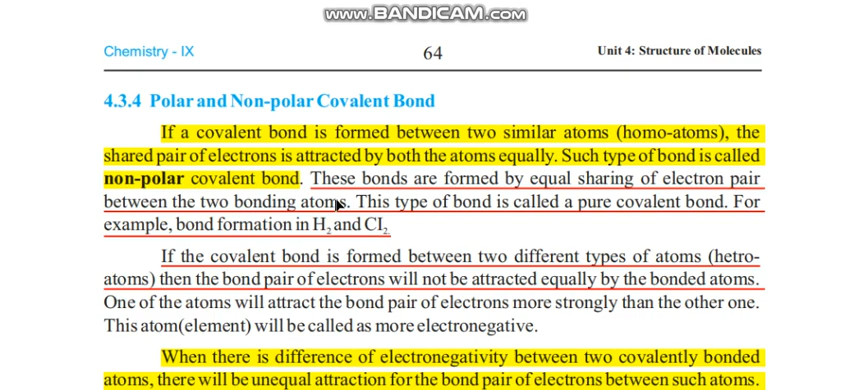 www.BANDICAM.com
Chemistry - IX 64 Unit 4: Structure of Molecules
4.3.4 Polar and Non-polar Covalent Bond
If a covalent bond is formed between two similar atoms (homo-atoms), the
shared pair of electrons is attracted by both the atoms equally. Such type of bond is called
non-polar covalent bond. These bonds are formed by equal sharing of electron pair
between the two bonding atoms. This type of bond is called a pure covalent bond. For
example, bond formation in H₂ and CI₂
If the covalent bond is formed between two different types of atoms (hetro-
atoms) then the bond pair of electrons will not be attracted equally by the bonded atoms.
One of the atoms will attract the bond pair of electrons more strongly than the other one.
This atom(element) will be called as more electronegative.
When there is difference of electronegativity between two covalently bonded
atoms, there will be unequal attraction for the bond pair of electrons between such atoms.